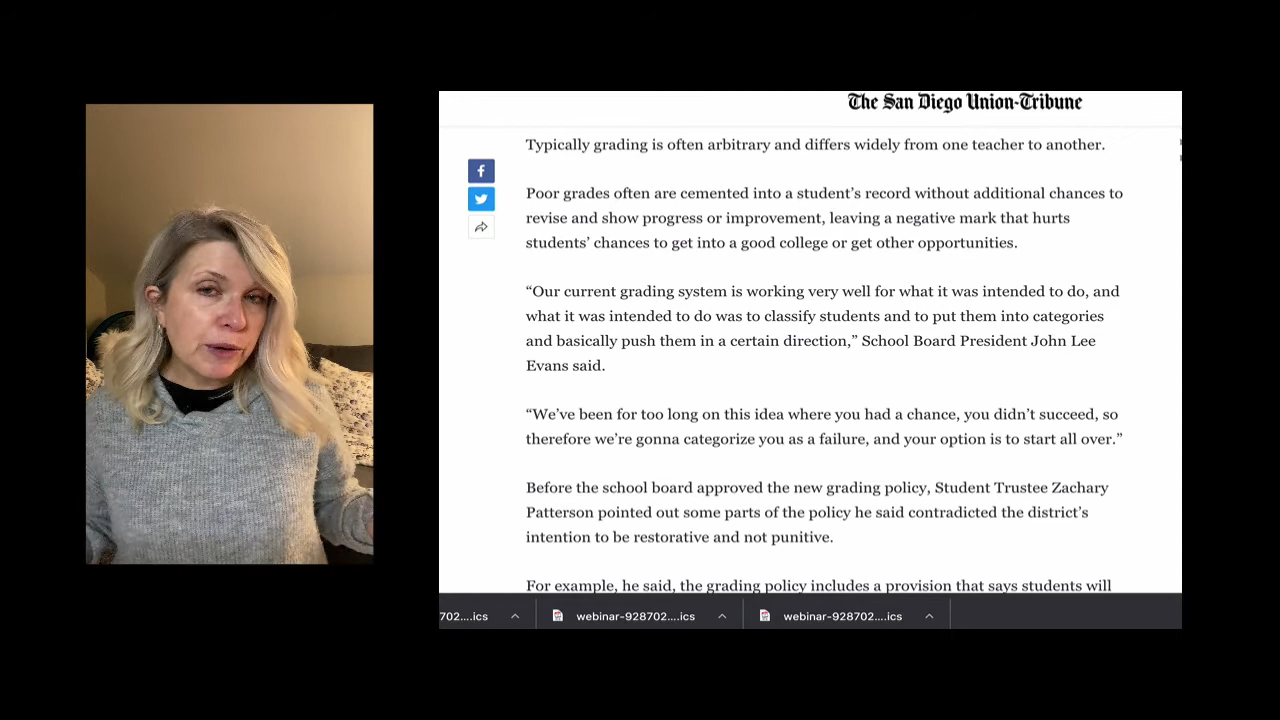 The San Diego Union-Tribune
Typically grading is often arbitrary and differs widely from one teacher to another.
Poor grades often are cemented into a student’s record without additional chances to
revise and show progress or improvement, leaving a negative mark that hurts
students’ chances to get into a good college or get other opportunities.
“Our current grading system is working very well for what it was intended to do, and
what it was intended to do was to classify students and to put them into categories
and basically push them in a certain direction,” School Board President John Lee
Evans said.
“We’ve been for too long on this idea where you had a chance, you didn’t succeed, so
therefore we’re gonna categorize you as a failure, and your option is to start all over.”
Before the school board approved the new grading policy, Student Trustee Zachary
Patterson pointed out some parts of the policy he said contradicted the district’s
intention to be restorative and not punitive.
For example, he said, the grading policy includes a provision that says students will
702....ics
webinar-928702....ics
webinar-928702....ics